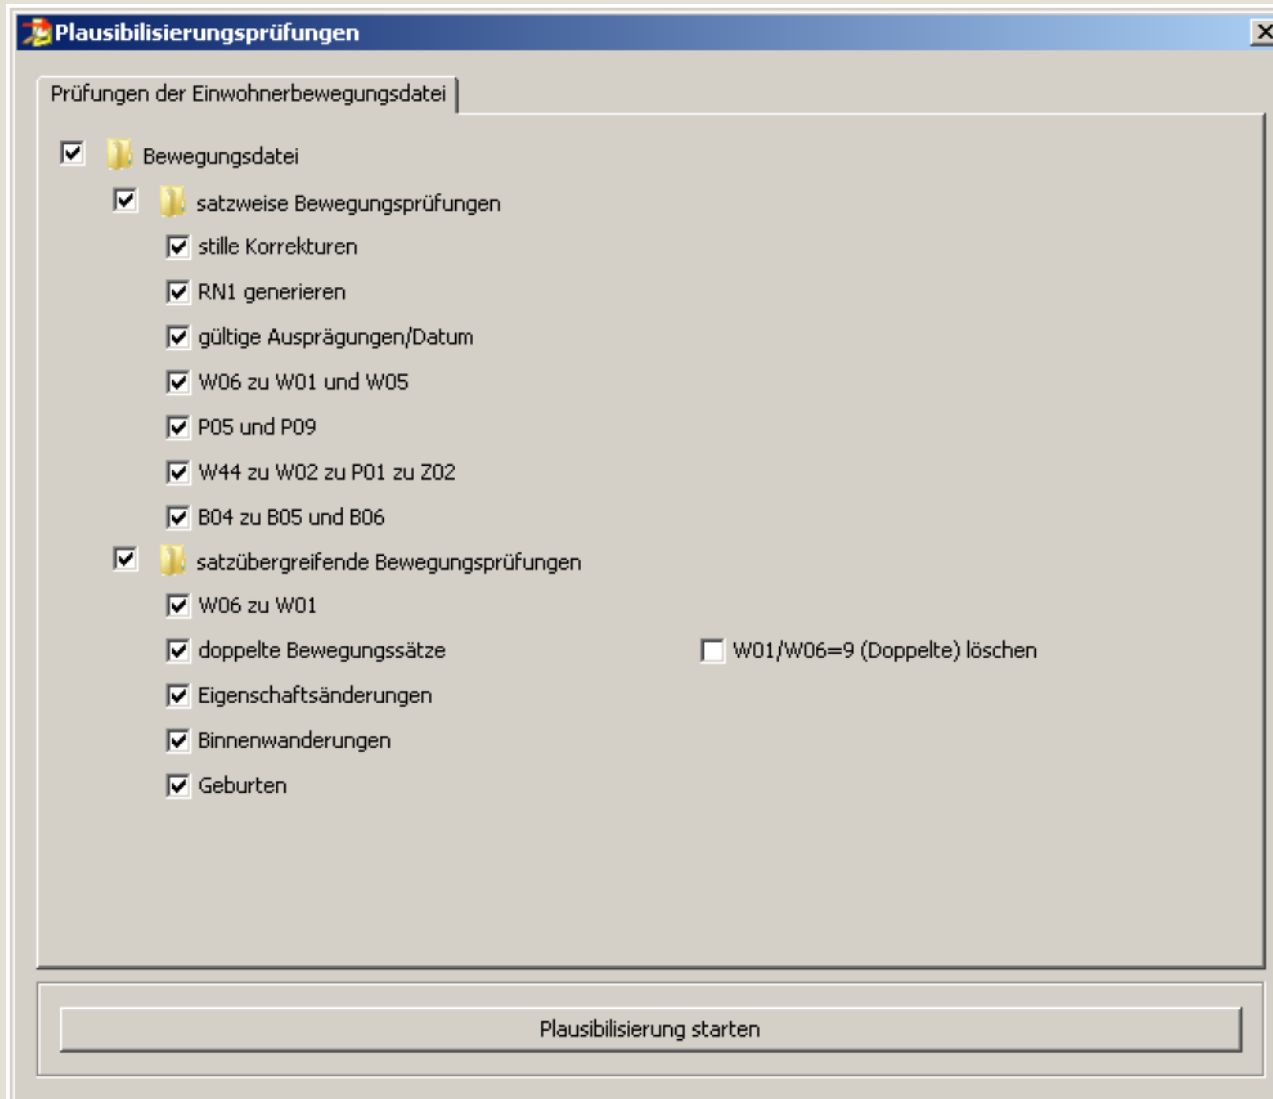 Plausibilisierungsprüfungen
Prüfungen der Einwohnerbewegungsdatei
Bewegungsdatei
satzweise Bewegungsprüfungen
stille Korrekturen
RN1 generieren
gültige Ausprägungen/Datum
W06 zu W01 und W05
P05 und P09
W44 zu W02 zu P01 zu Z02
B04 zu B05 und B06
satzübergreifende Bewegungsprüfungen
W06 zu W01
doppelte Bewegungssätze W01/W06=9 (Doppelte) löschen
Eigenschaftsänderungen
Binnenwanderungen
Geburten
Plausibilisierung starten